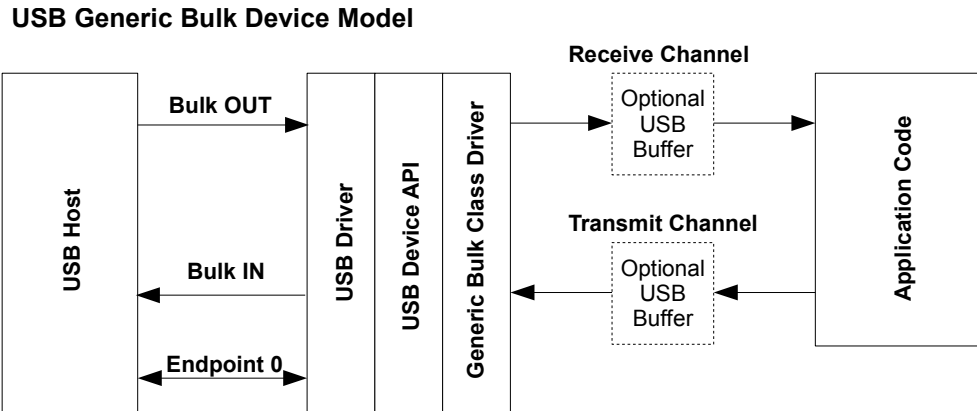 USB Generic Bulk Device Model
Receive Channel
Bulk OUT
Optional
USB
Buffer
USB Host
USB Driver
USB Device API
Generic Bulk Class Driver
Application Code
Transmit Channel
Bulk IN
Optional
USB
Buffer
Endpoint 0